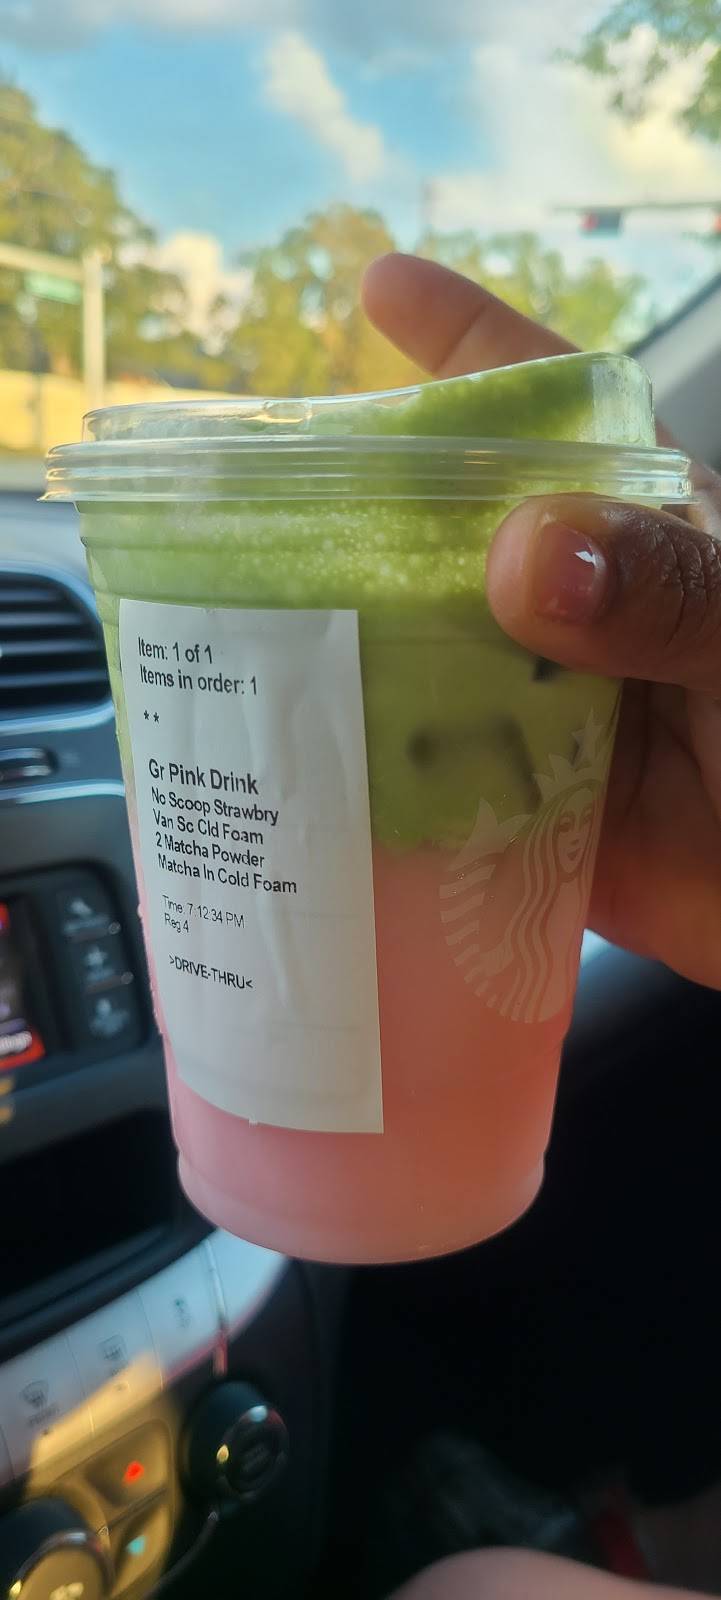 Item: 1 of 1
Items in order: 1
**
Gr Pink Drink
No Scoop Strawbry
Van Sc Cld Foam
2 Matcha Powder
Matcha In Cold Foam
Time: 7:12:34 PM
Reg 4
>DRIVE-THRU<